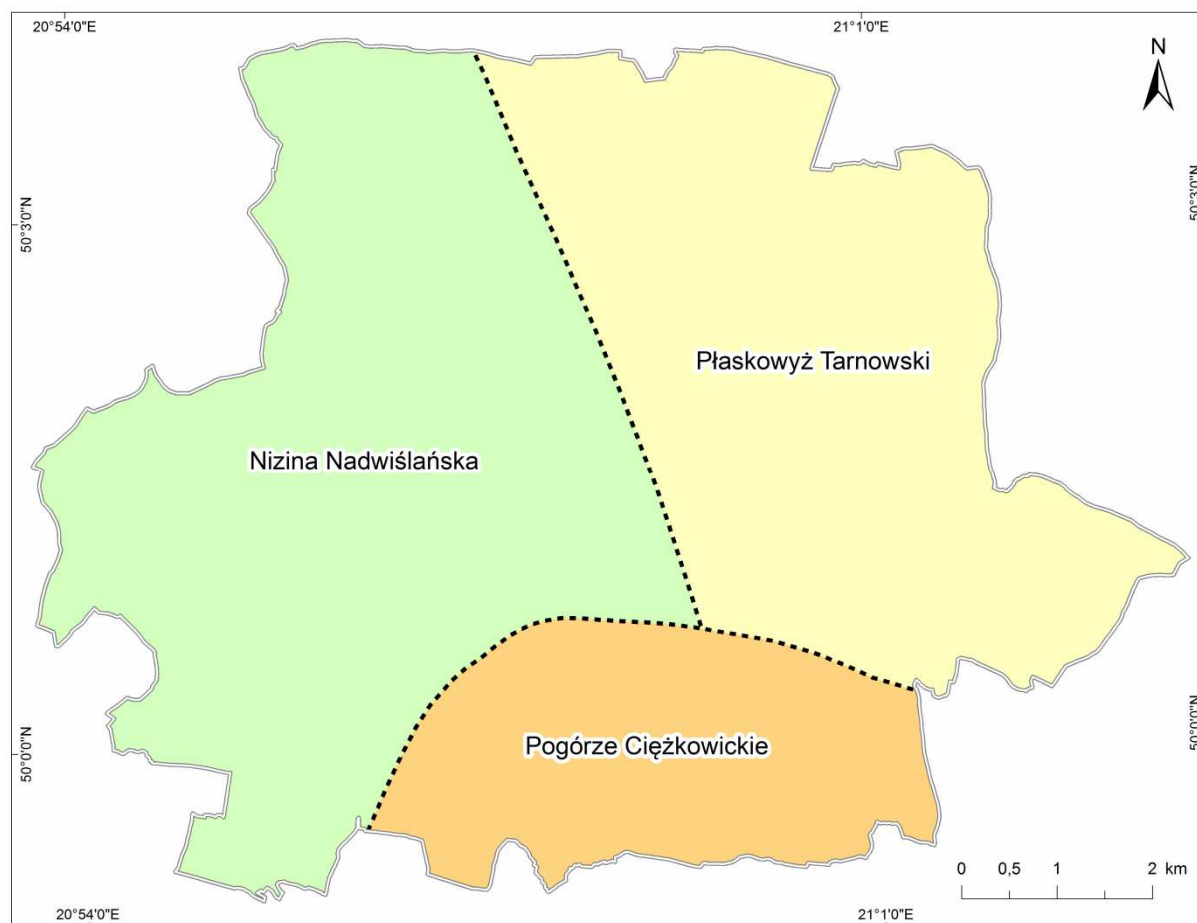 20°54'0"E
21°1'0"E
N
50°3'0"N
50°3'0"N
Płaskowyż Tarnowski
Nizina Nadwiślańska
50°0'0"N
50°0'0"N
Pogórze Ciężkowickie
0 0,5 1 2 km
20°54'0"E
21°1'0"E